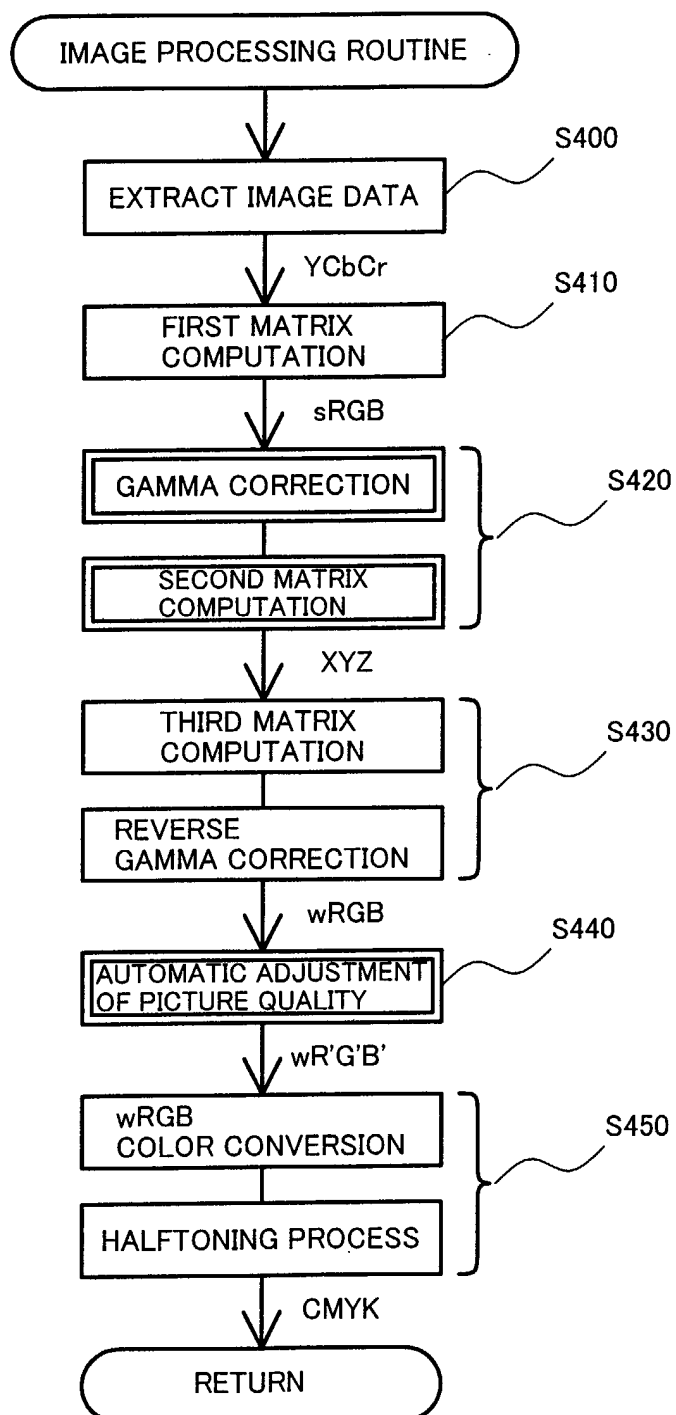 IMAGE PROCESSING ROUTINE
S400
EXTRACT IMAGE DATA
YCbCr
S410
FIRST MATRIX
COMPUTATION
sRGB
GAMMA CORRECTION
S420
SECOND MATRIX
COMPUTATION
XYZ
THIRD MATRIX
COMPUTATION
S430
REVERSE
GAMMA CORRECTION
wRGB
S440
AUTOMATIC ADJUSTMENT
OF PICTURE QUALITY
wR'G'B'
wRGB
COLOR CONVERSION
S450
HALFTONING PROCESS
CMYK
RETURN